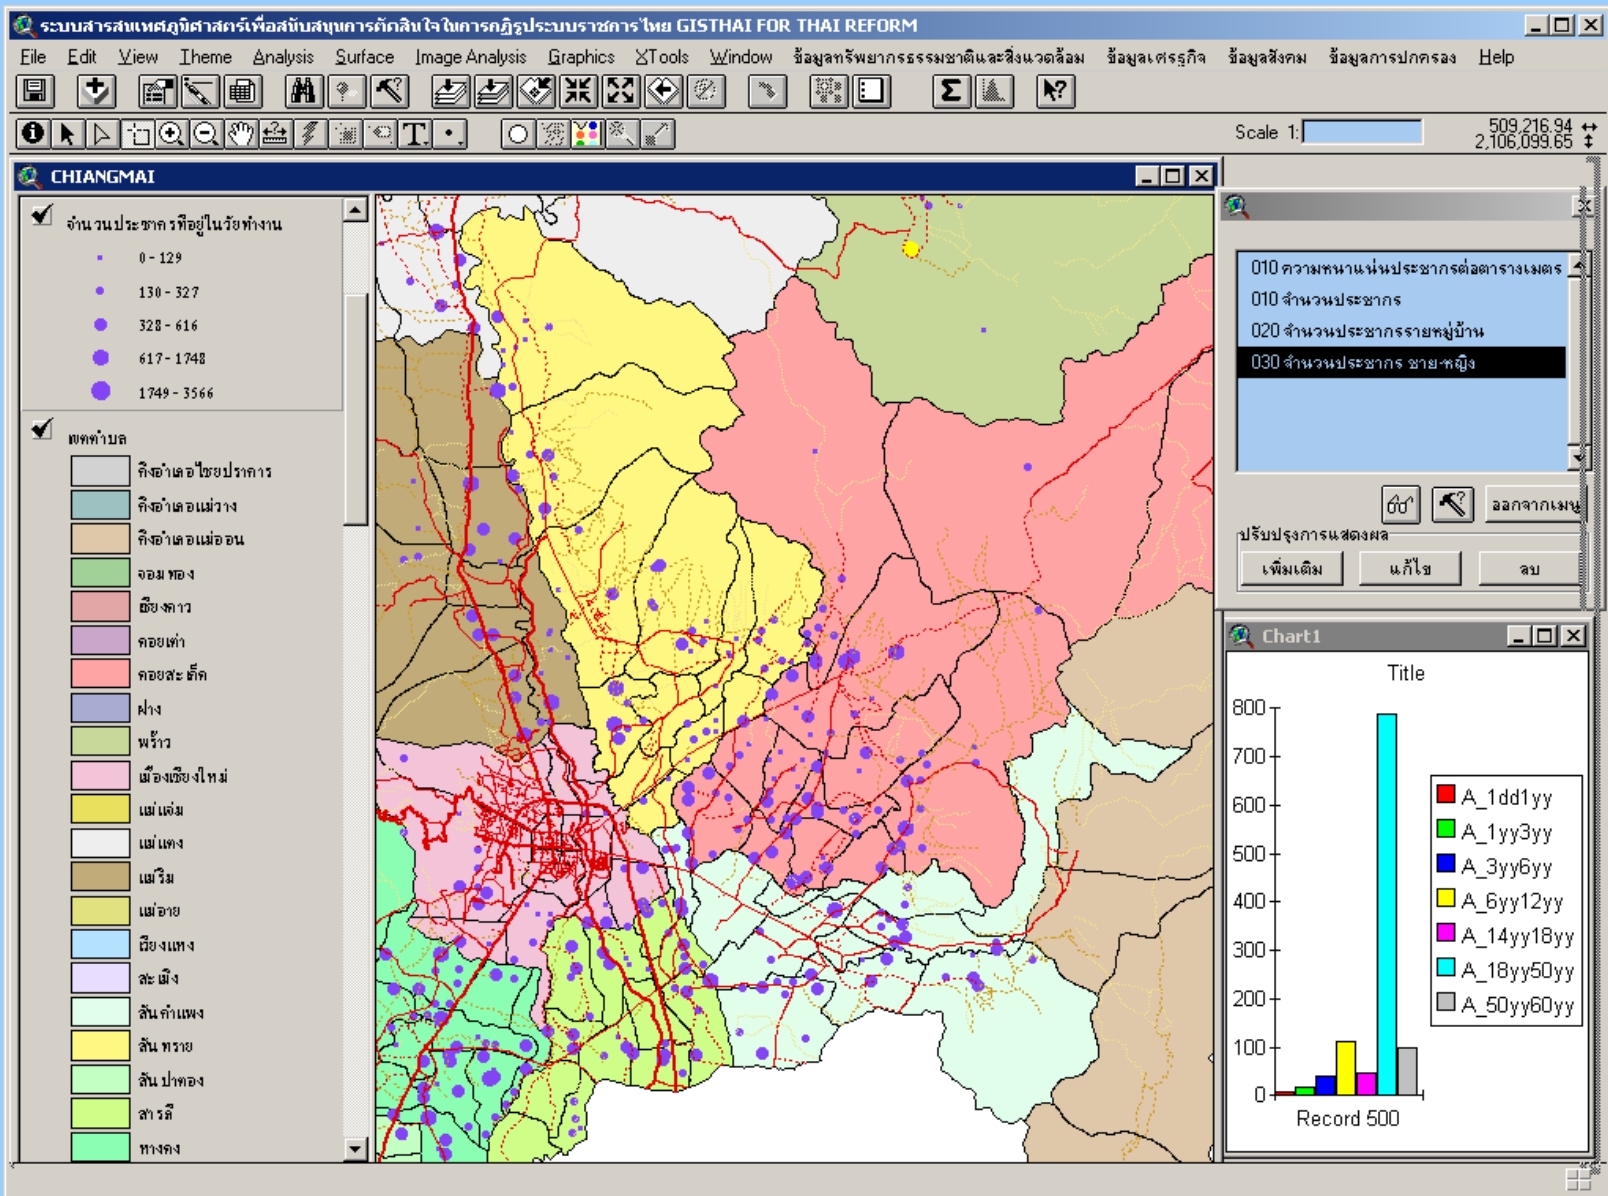 ระบบสารสนเทศภูมิศาสตร์เพื่อสนับสนุนการตัดสินใจในการกฏิรูประบบราชการไทย GISTHAI FOR THAI REFORM
File Edit View Theme Analysis Surface Image Analysis Graphics XTools Window ข้อมูลทรัพยากรธรรมชาติและสิ่งแวดล้อม ข้อมูลเศรฐกิจ ข้อมูลสังคม ข้อมูลการปกครอง Help
Scale 1:
509,216.94
2,106,099.65
CHIANGMAI
จำนวนประชากรที่อยู่ในวัยทำงาน
0 - 129
130 - 327
328 - 616
617 - 1748
1749 - 3566
เขตตำบล
กิ่งอำเภอไชยปราการ
กิ่งอำเภอแม่วาง
กิ่งอำเภอแม่ออน
จอมทอง
เชียงดาว
ดอยเต่า
ดอยสะเก็ด
ฝาง
พร้าว
เมืองเชียงใหม่
แม่แจ่ม
แม่แตง
แม่ริม
แม่อาย
เวียงแหง
สะเมิง
สันกำแพง
สันทราย
สันป่าตอง
สารภี
หางดง
010 ความหนาแน่นประชากรต่อตารางเมตร
010 จำนวนประชากร
020 จำนวนประชากรรายหมู่บ้าน
030 จำนวนประชากร ชาย-หญิง
ออกจากเมนู
ปรับปรุงการแสดงผล
เพิ่มเติม แก้ไข ลบ
Chart1
Title
800
700
600
500
400
300
200
100
0
Record 500
A_1dd1yy
A_1yy3yy
A_3yy6yy
A_6yy12yy
A_14yy18yy
A_18yy50yy
A_50yy60yy